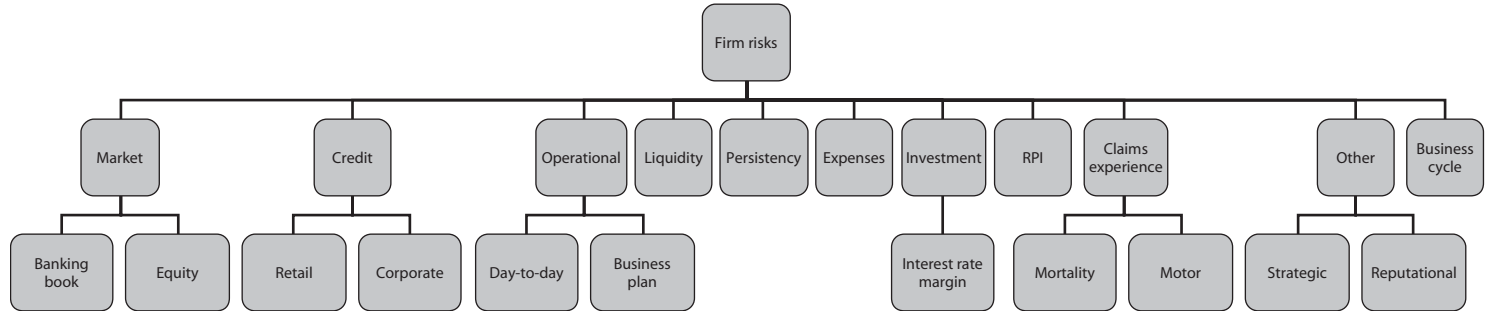 Firm risks
Market
Credit
Operational
Liquidity
Persistency
Expenses
Investment
RPI
Claims
experience
Other
Business
cycle
Banking
book
Equity
Retail
Corporate
Day-to-day
Business
plan
Interest rate
margin
Mortality
Motor
Strategic
Reputational